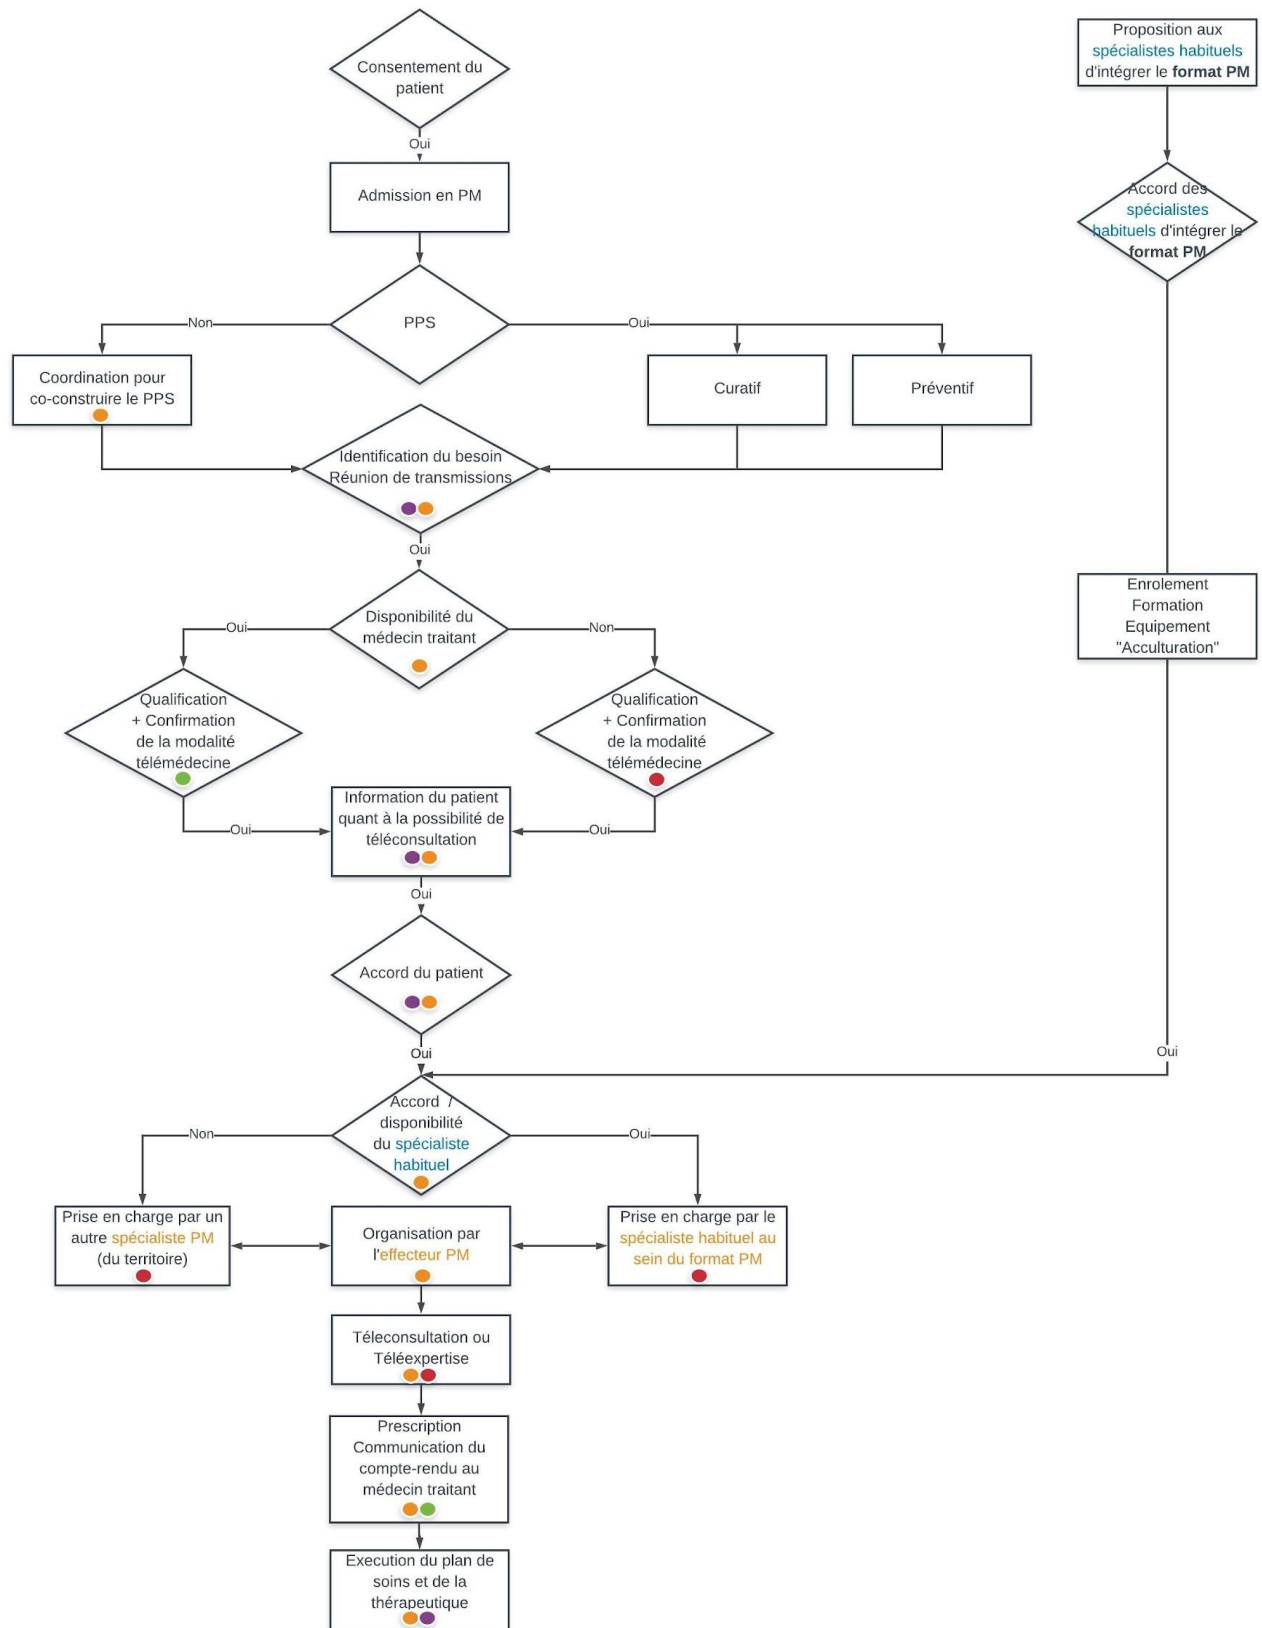 Consentement du
patient
Oui
Admission en PM
PPS
Non
Oui
Coordination pour
co-construire le PPS
Curatif
Préventif
Identification du besoin
Réunion de transmissions
Oui
Disponibilité du
médecin traitant
Oui
Non
Qualification
+ Confirmation
de la modalité
télémédecine
Qualification
+ Confirmation
de la modalité
télémédecine
Oui
Oui
Information du patient
quant à la possibilité de
téléconsultation
Oui
Accord du patient
Oui
Proposition aux
spécialistes habituels
d'intégrer le format PM
Accord des
spécialistes
habituels d'intégrer le
format PM
Enrolement
Formation
Equipement
"Acculturation"
Oui
Accord /
disponibilité
du spécialiste
habituel
Non
Oui
Prise en charge par un
autre spécialiste PM
(du territoire)
Organisation par
l'effecteur PM
Prise en charge par le
spécialiste habituel au
sein du format PM
Téleconsultation ou
Téléexpertise
Prescription
Communication du
compte-rendu au
médecin traitant
Execution du plan de
soins et de la
thérapeutique